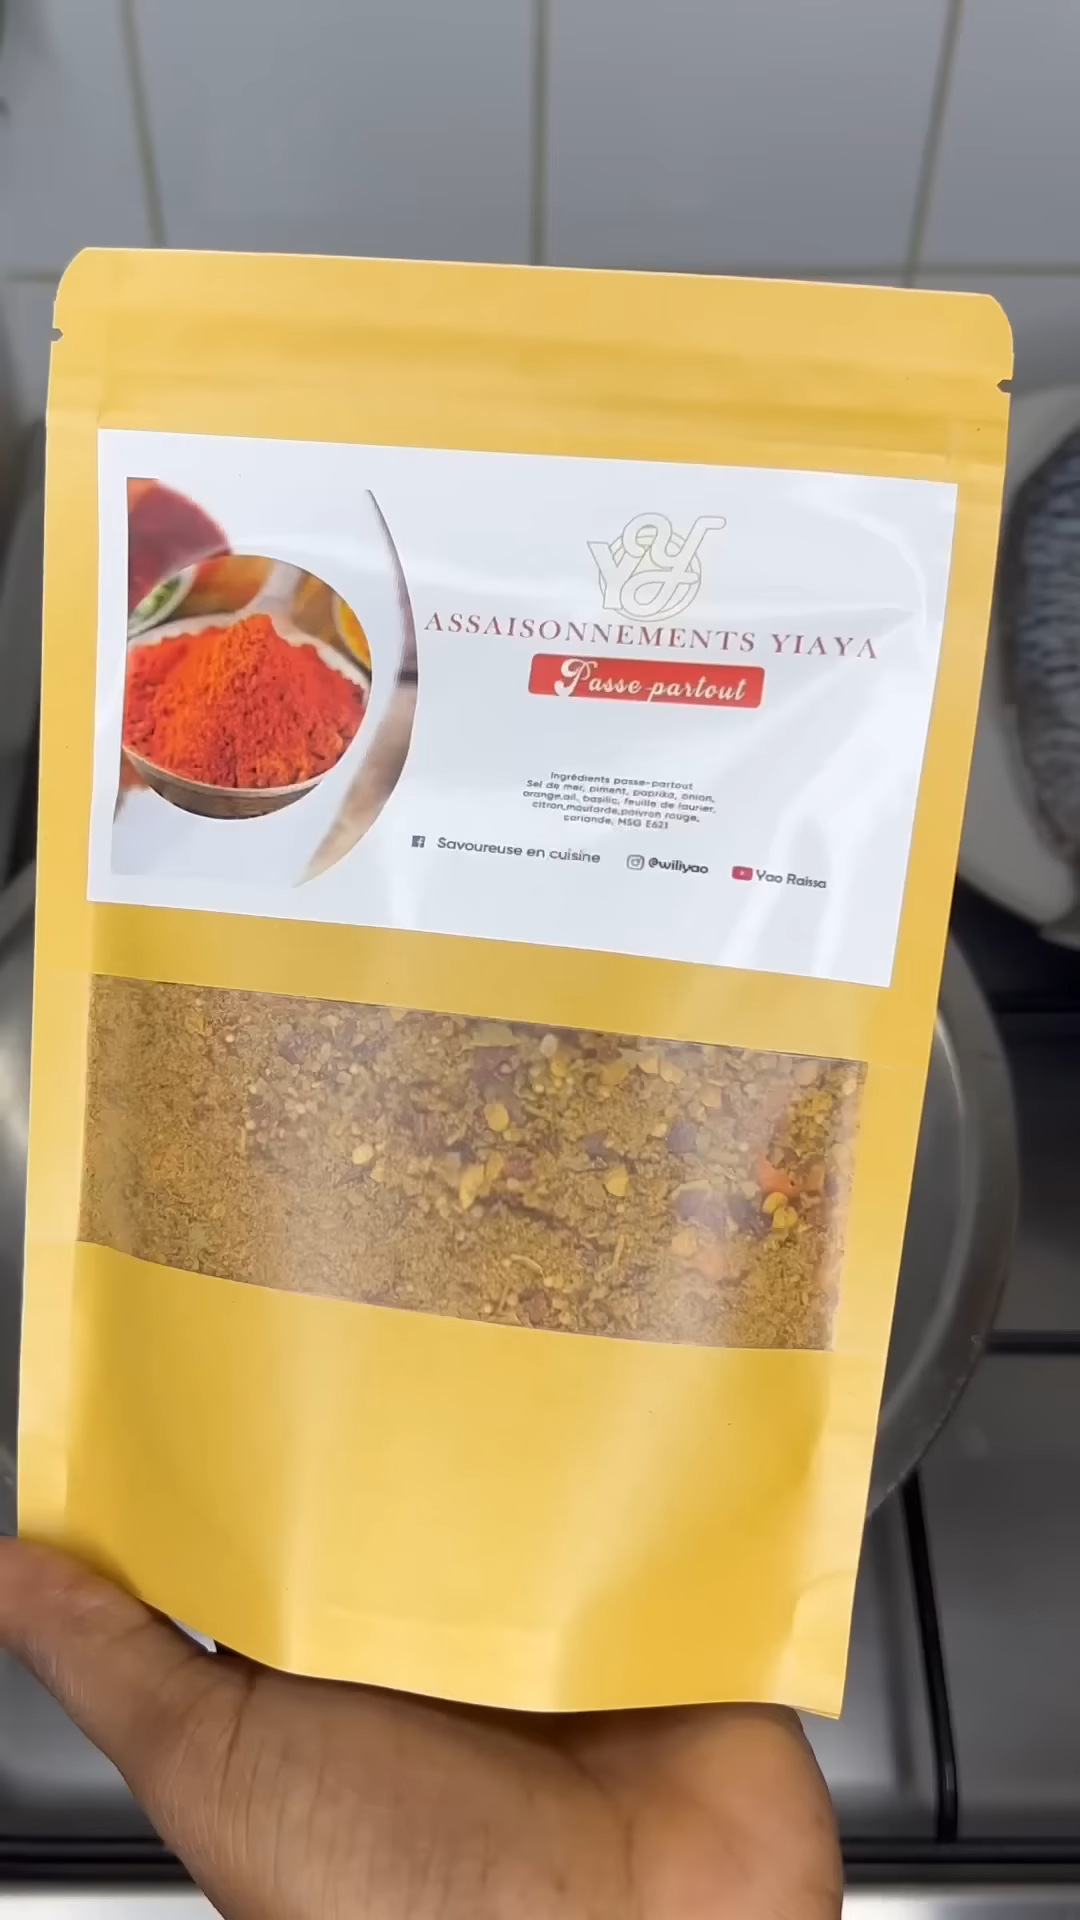 YY
ASSAISONNEMENTS YIAYA
Passe partout
Ingrédients passe-partout
Sel de mer, piment, paprika, onion,
orange, ail, basilic, feuille de laurier,
citron, moutarde, poivron rouge,
coriande, MSG E621
Savoureuse en cuisine
@wiliyao
Yao Raissa